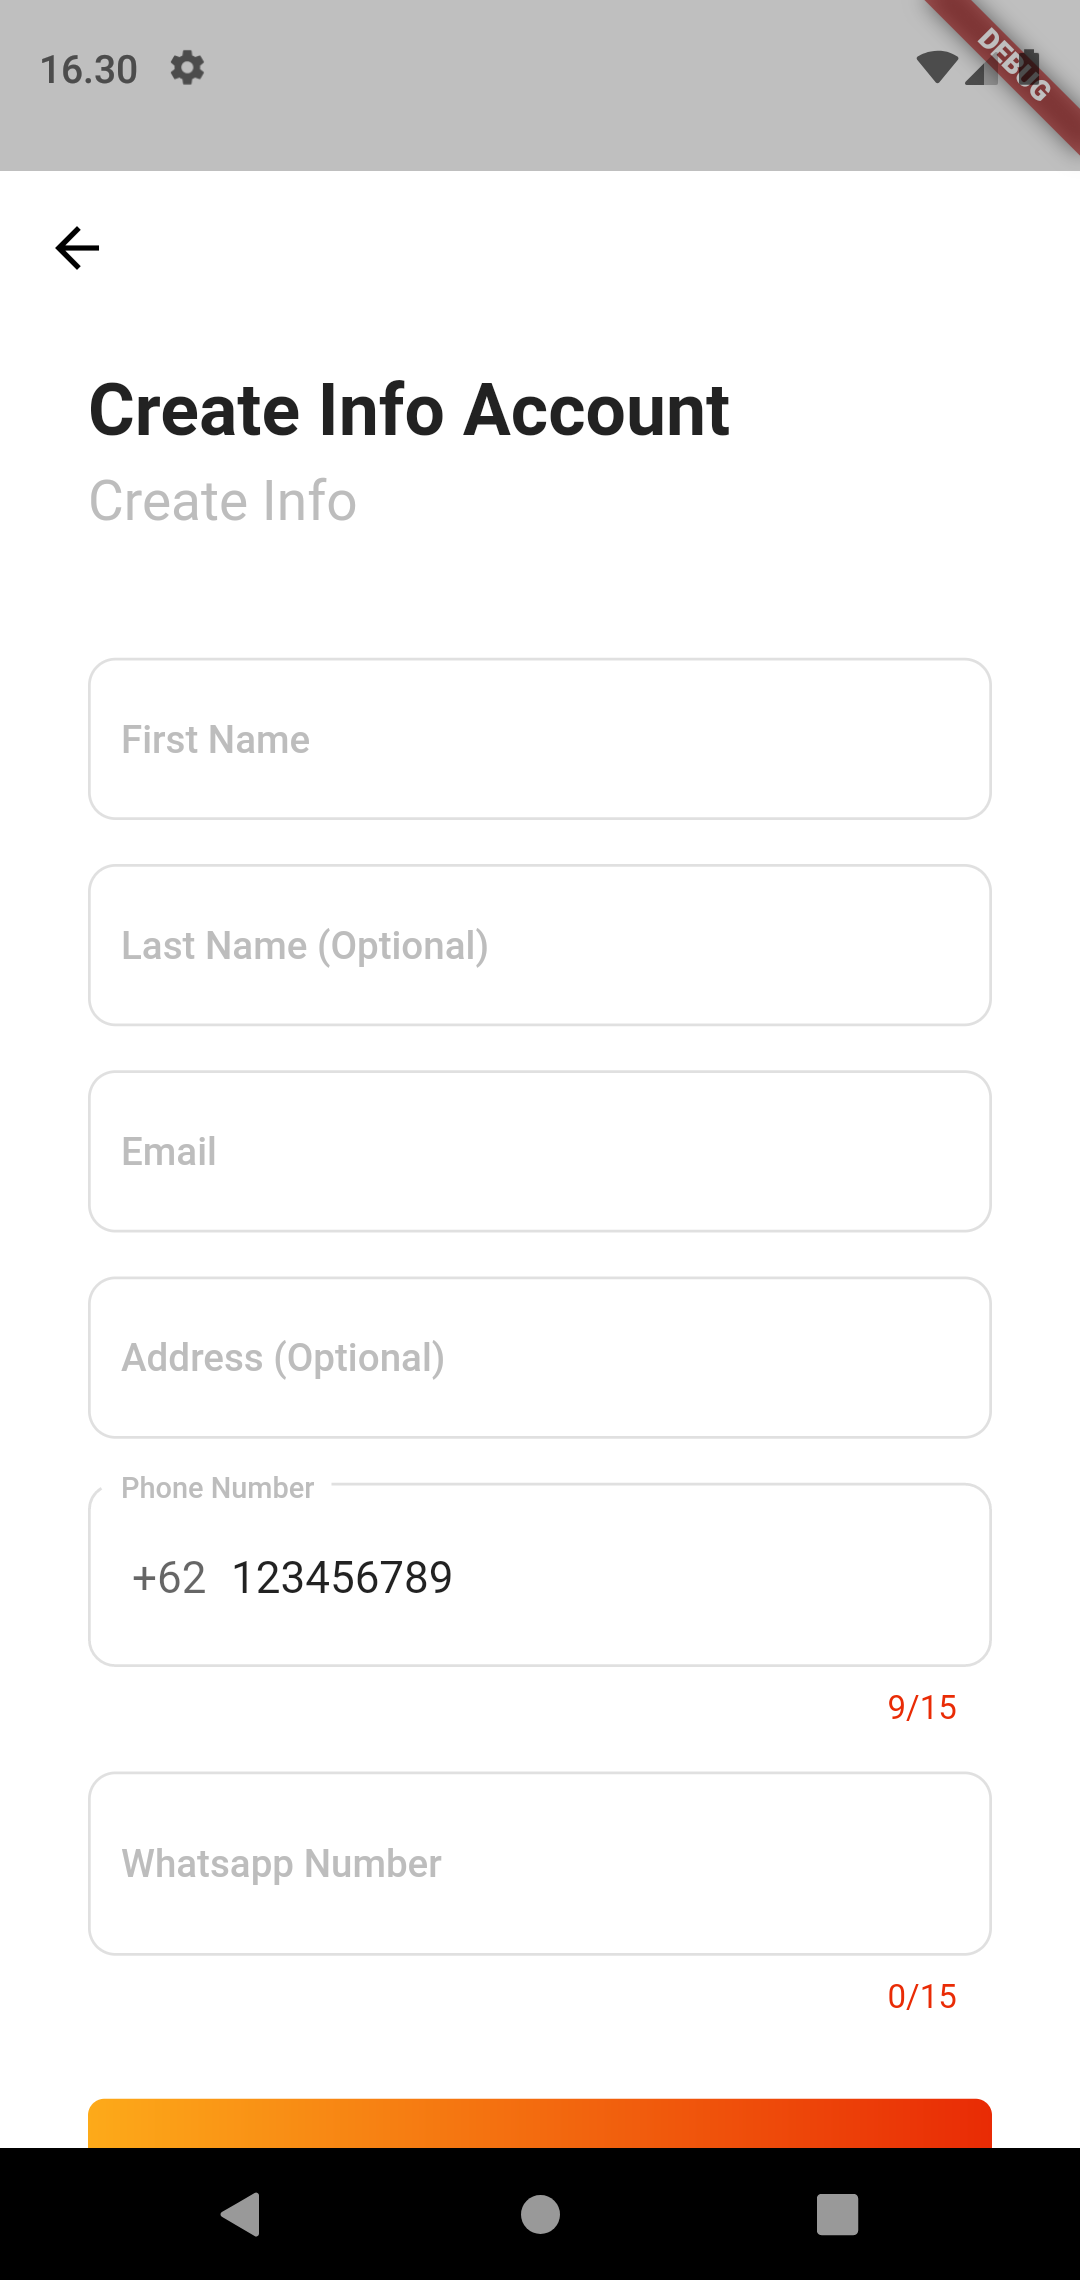 16.30
DEBUG
Create Info Account
Create Info
First Name
Last Name (Optional)
Email
Address (Optional)
Phone Number
+62 123456789
9/15
Whatsapp Number
0/15